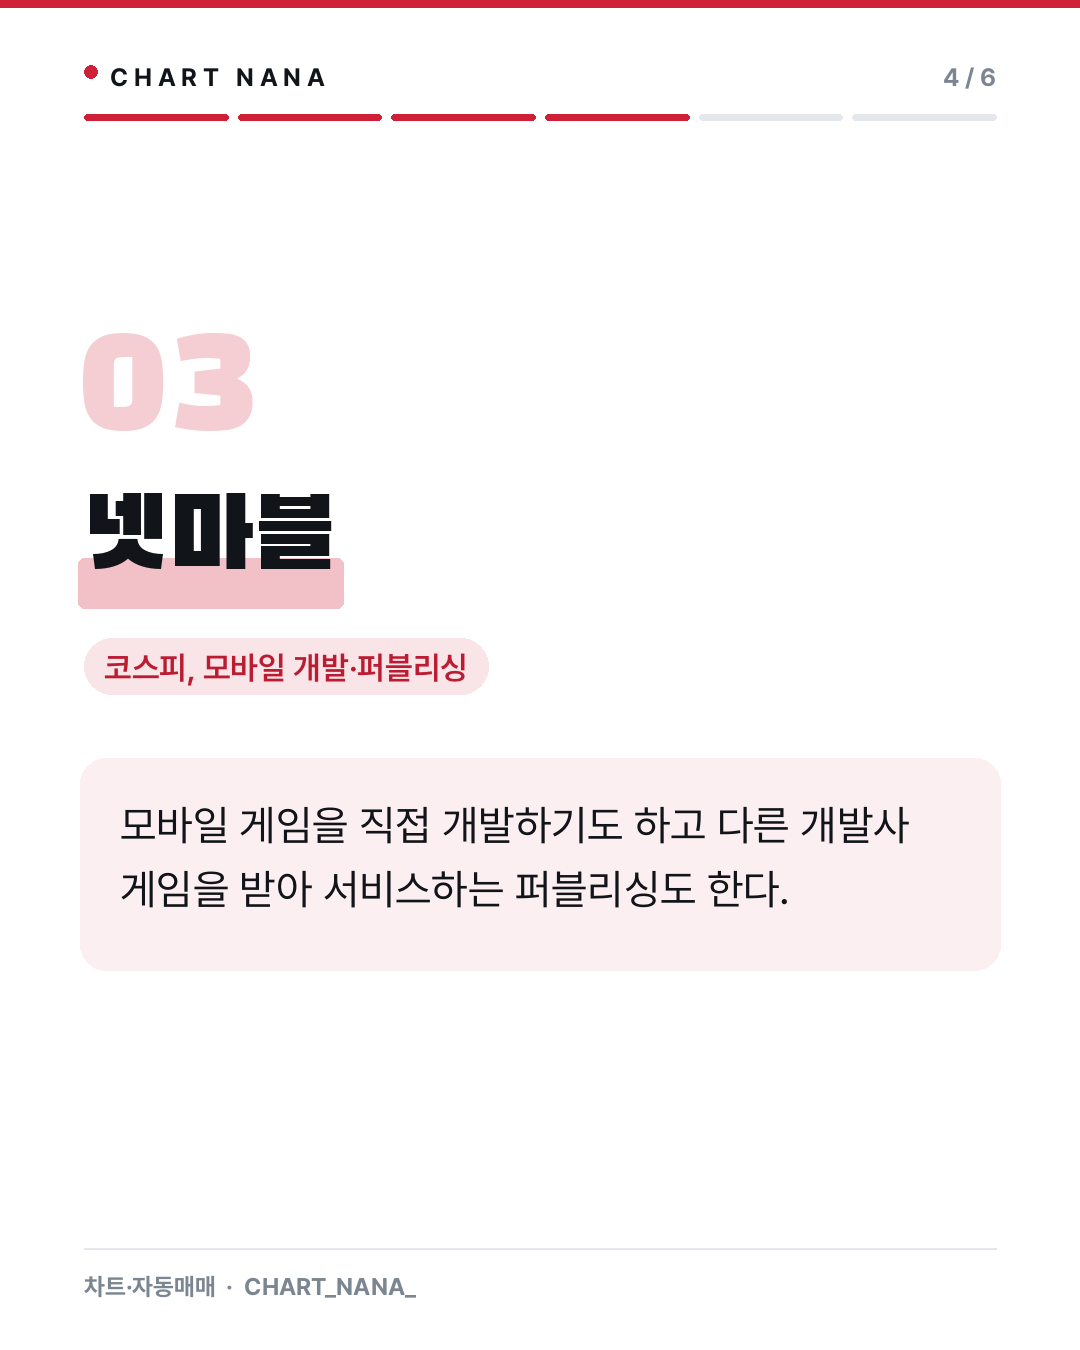 CHART NANA
4 / 6
03
넷마블
코스피, 모바일 개발·퍼블리싱
모바일 게임을 직접 개발하기도 하고 다른 개발사
게임을 받아 서비스하는 퍼블리싱도 한다.
차트·자동매매 · CHART_NANA_